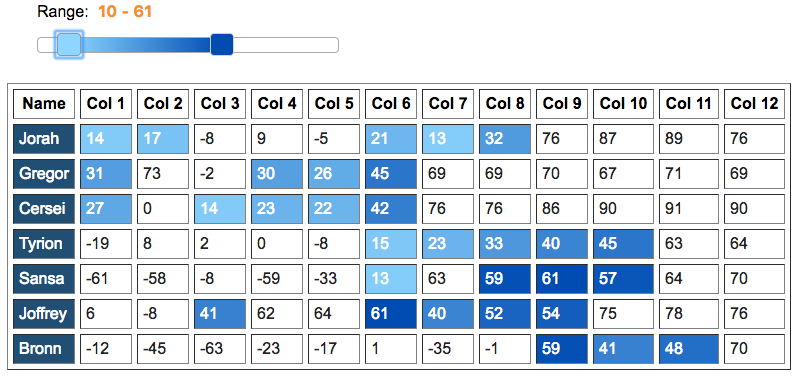 Range: 10 - 61
Name Col 1 Col 2 Col 3 Col 4 Col 5 Col 6 Col 7 Col 8 Col 9 Col 10 Col 11 Col 12
Jorah 14 17 -8 9 -5 21 13 32 76 87 89 76
Gregor 31 73 -2 30 26 45 69 69 70 67 71 69
Cersei 27 0 14 23 22 42 76 76 86 90 91 90
Tyrion -19 8 2 0 -8 15 23 33 40 45 63 64
Sansa -61 -58 -8 -59 -33 13 63 59 61 57 64 70
Joffrey 6 -8 41 62 64 61 40 52 54 75 78 76
Bronn -12 -45 -63 -23 -17 1 -35 -1 59 41 48 70